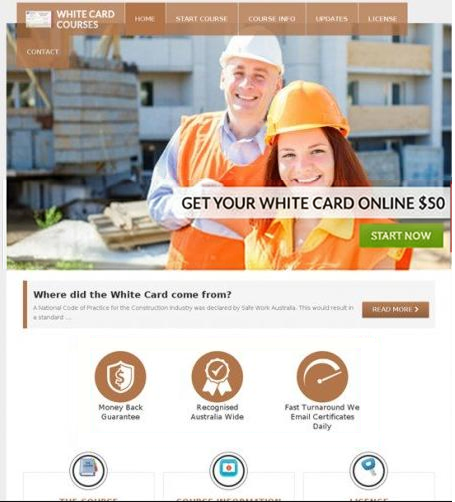 WHITE CARD
COURSES
HOME
START COURSE
COURSE INFO
UPDATES
LICENSE
CONTACT
GET YOUR WHITE CARD ONLINE $50
START NOW
Where did the White Card come from?
A National Code of Practice for the Construction Industry was declared by Safe Work Australia. This would result in
a standard ...
READ MORE
Money Back
Guarantee
Recognised
Australia Wide
Fast Turnaround We
Email Certificates
Daily
THE COURSE
COURSE INFORMATION
LICENSE